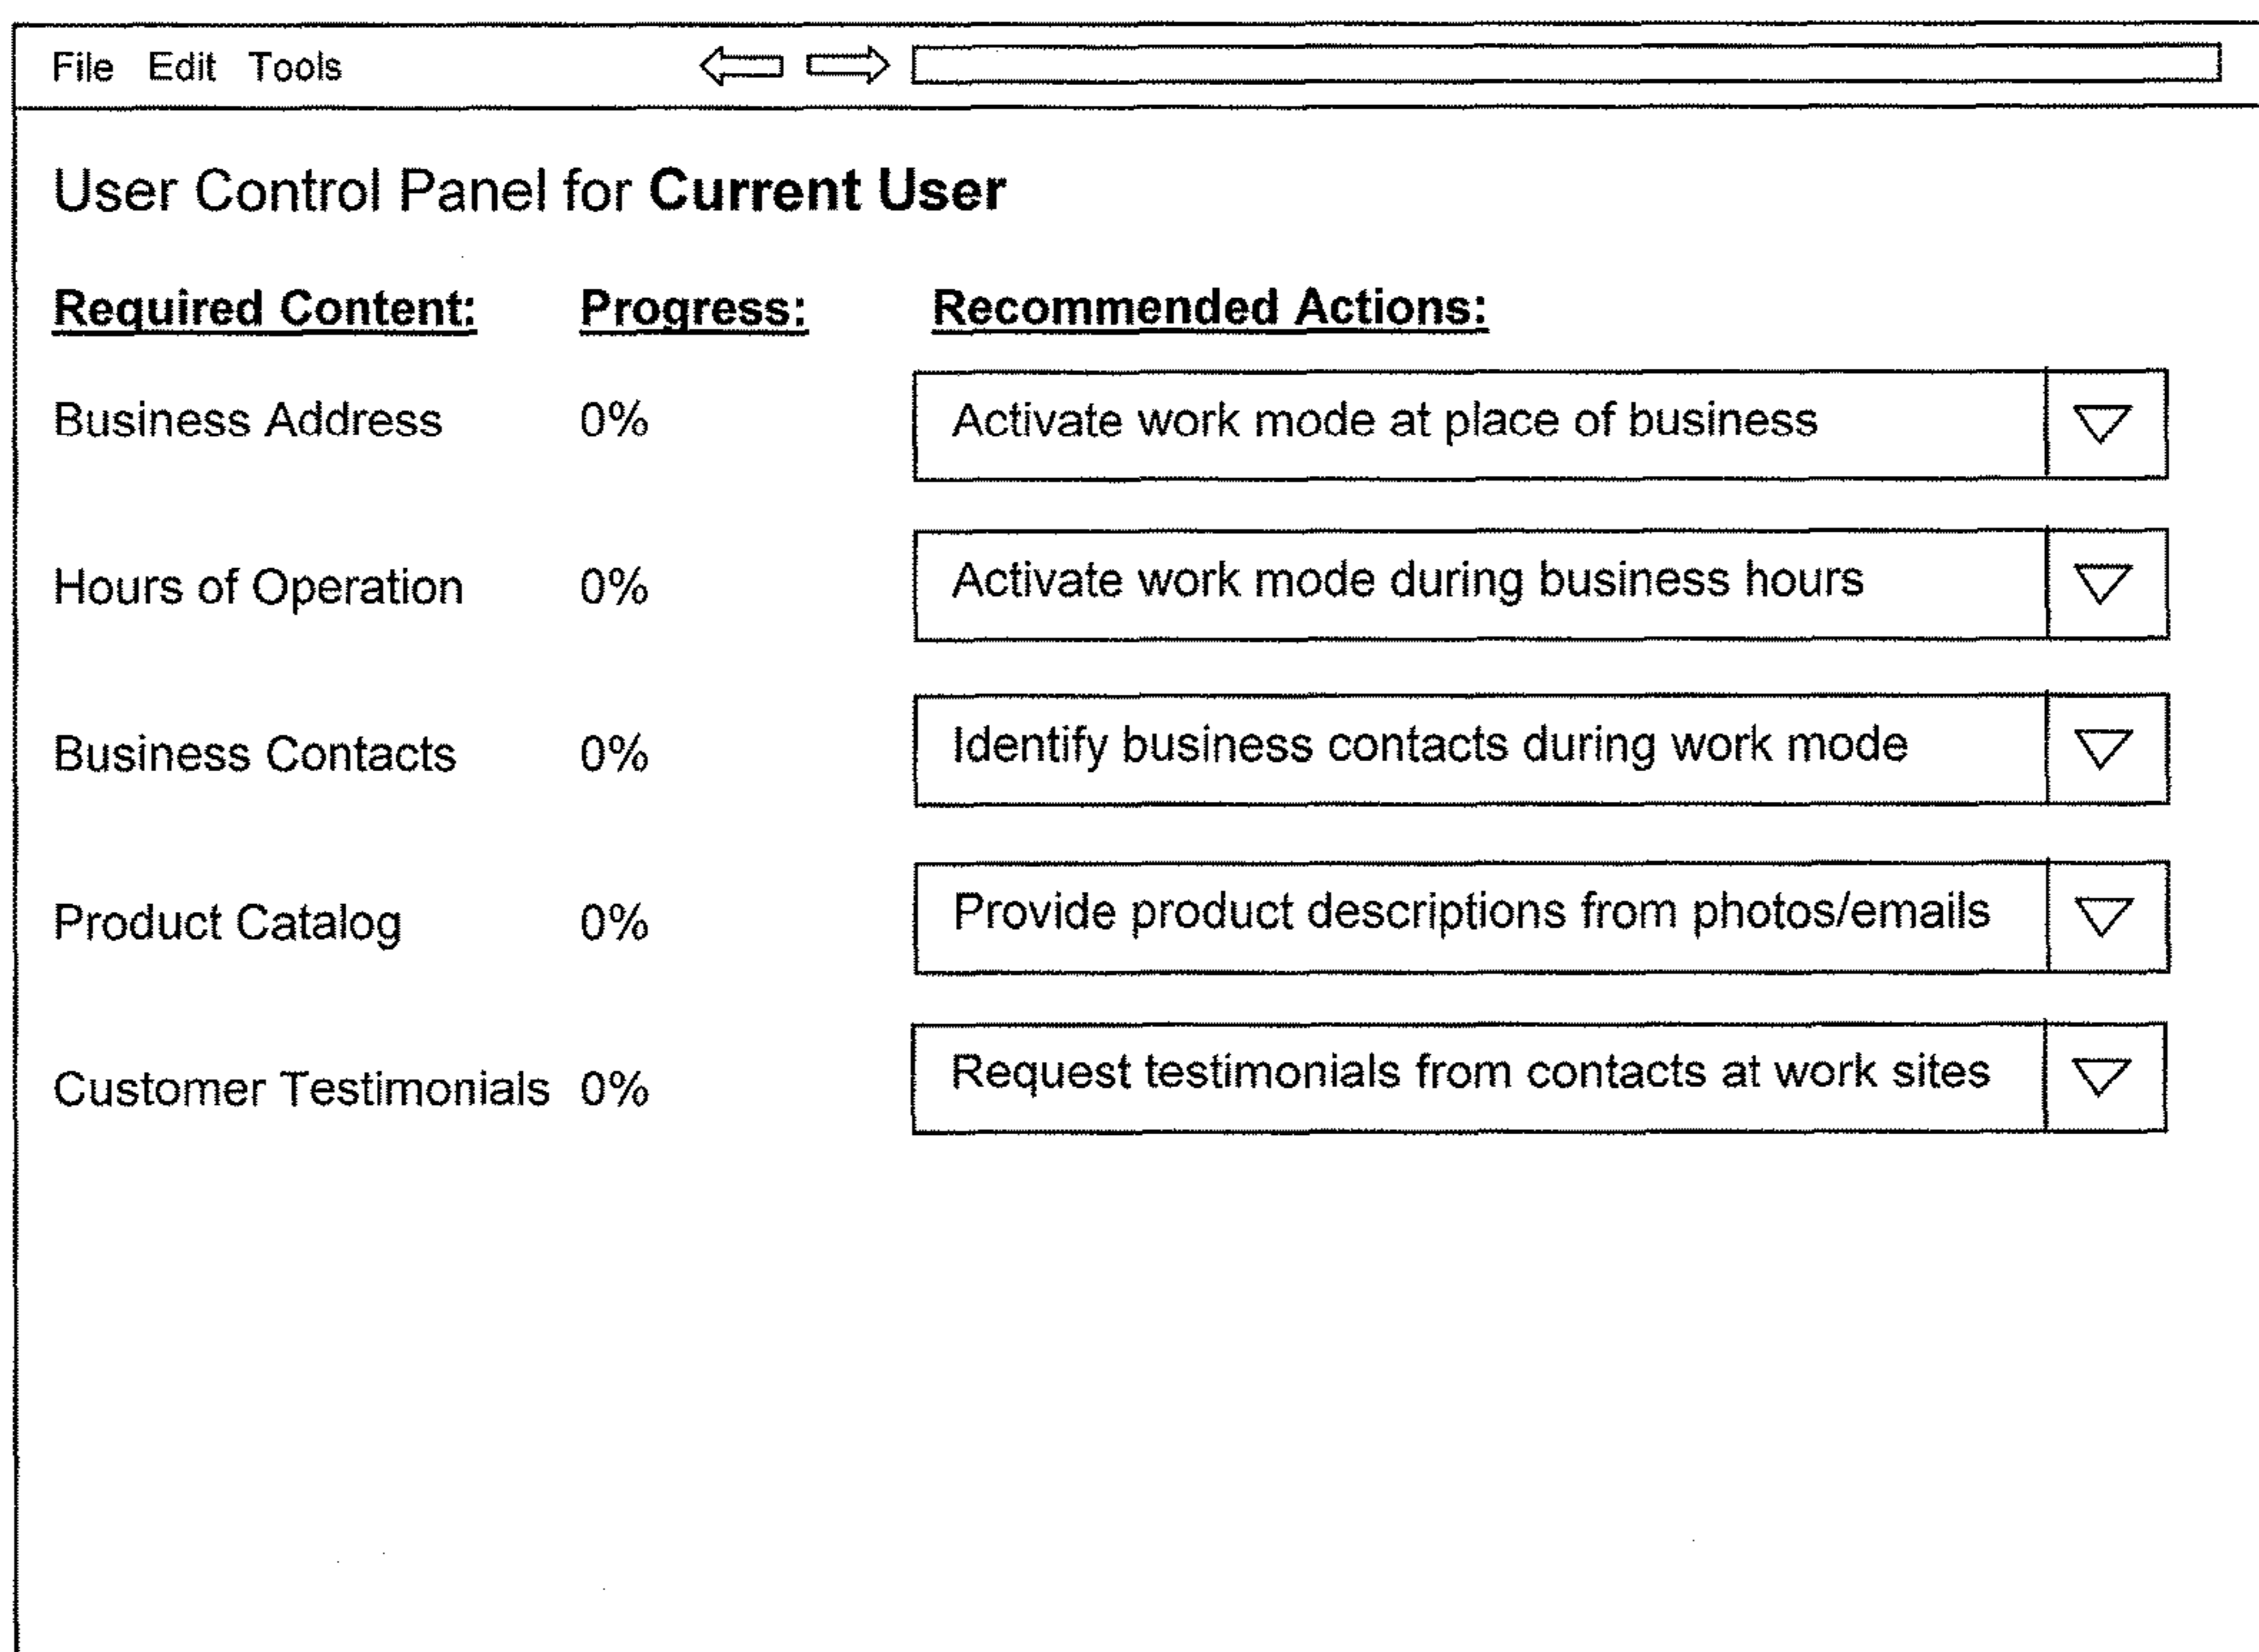 File Edit Tools
User Control Panel for Current User
Required Content: Progress: Recommended Actions:
Business Address 0% Activate work mode at place of business
Hours of Operation 0% Activate work mode during business hours
Business Contacts 0% Identify business contacts during work mode
Product Catalog 0% Provide product descriptions from photos/emails
Customer Testimonials 0% Request testimonials from contacts at work sites